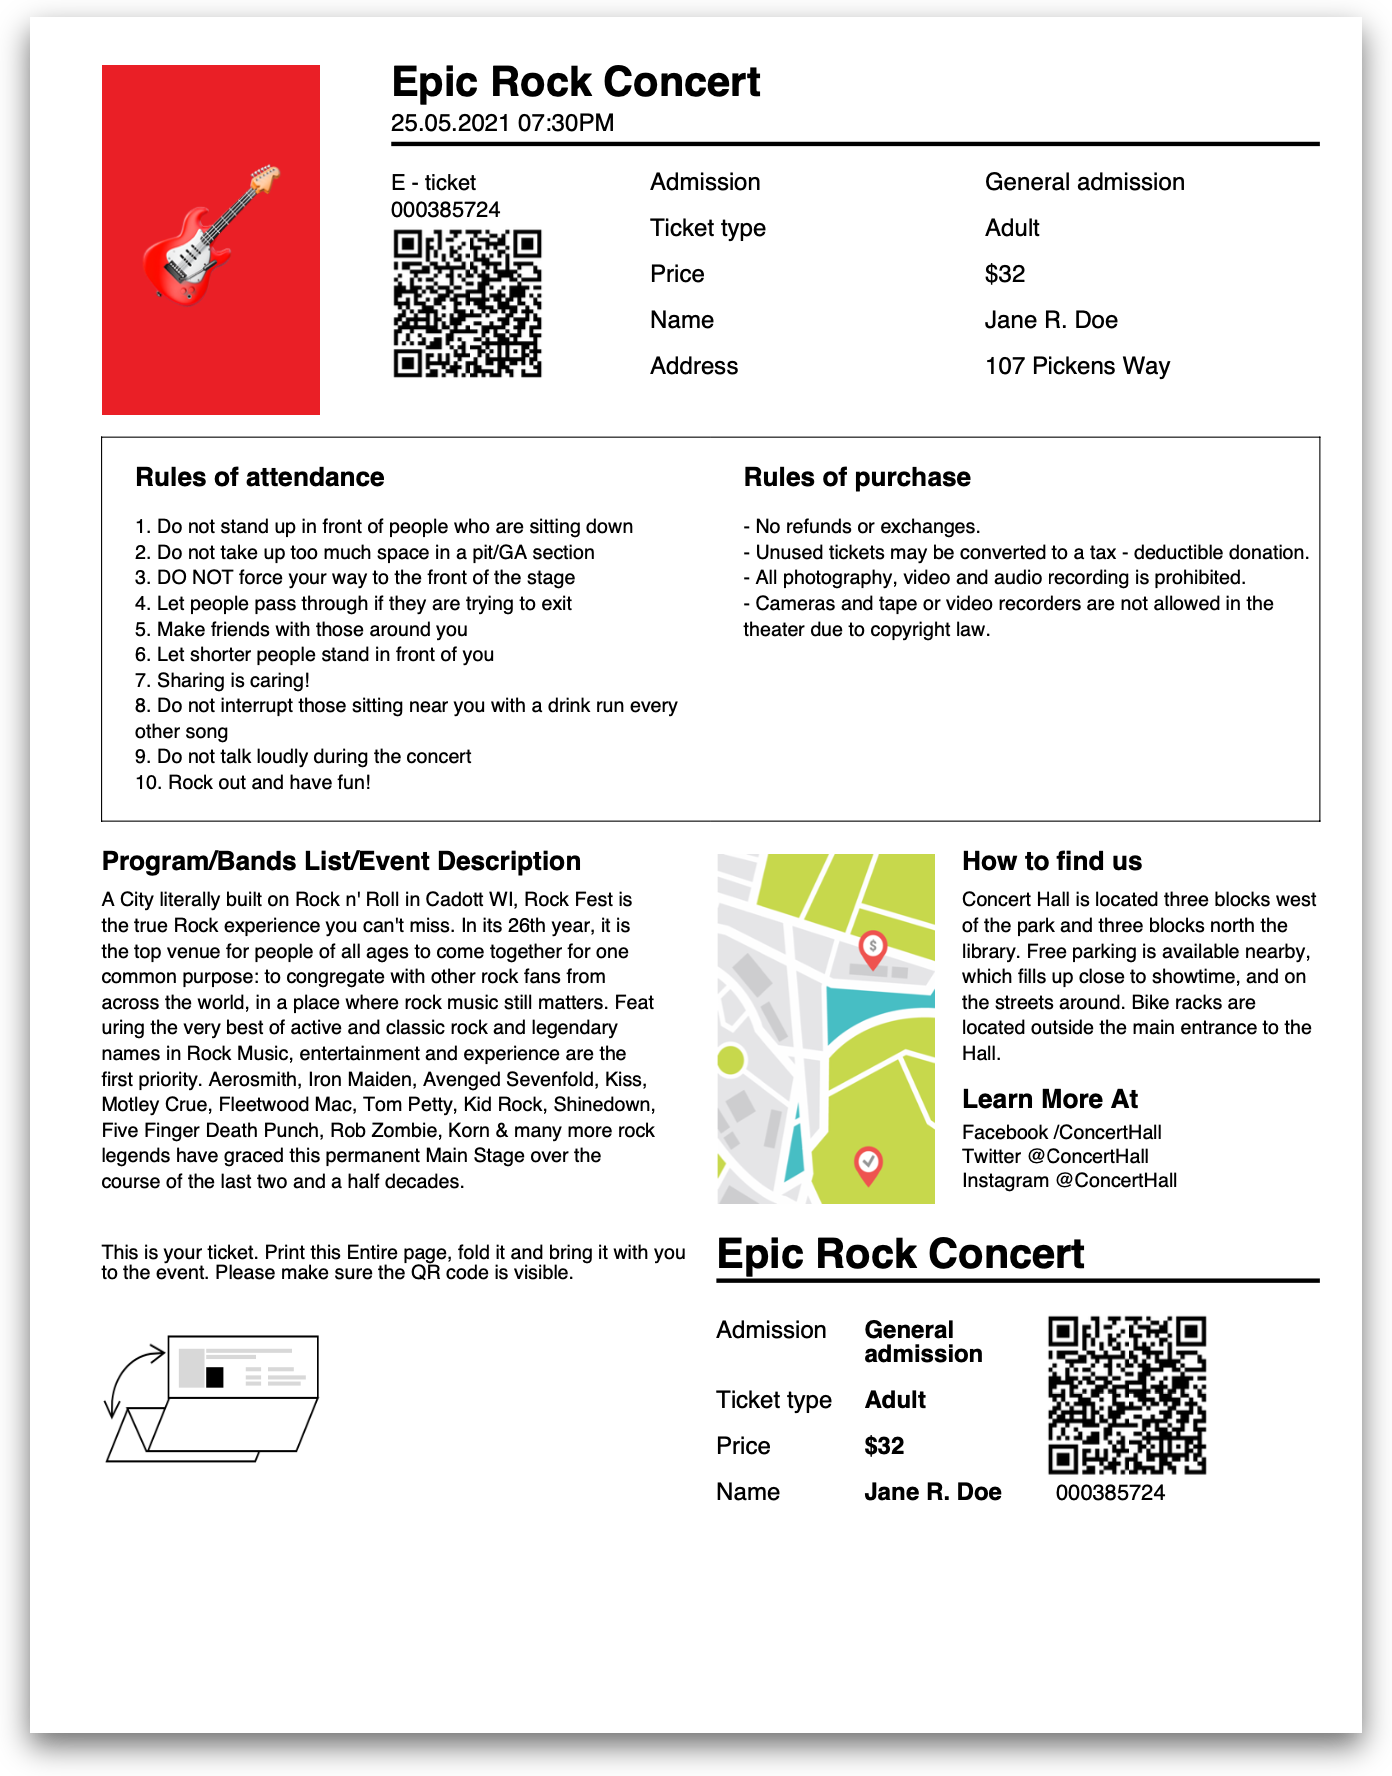 Epic Rock Concert
25.05.2021 07:30PM
E - ticket
000385724
Admission General admission
Ticket type Adult
Price $32
Name Jane R. Doe
Address 107 Pickens Way
Rules of attendance
1. Do not stand up in front of people who are sitting down
2. Do not take up too much space in a pit/GA section
3. DO NOT force your way to the front of the stage
4. Let people pass through if they are trying to exit
5. Make friends with those around you
6. Let shorter people stand in front of you
7. Sharing is caring!
8. Do not interrupt those sitting near you with a drink run every
other song
9. Do not talk loudly during the concert
10. Rock out and have fun!
Rules of purchase
- No refunds or exchanges.
- Unused tickets may be converted to a tax - deductible donation.
- All photography, video and audio recording is prohibited.
- Cameras and tape or video recorders are not allowed in the
theater due to copyright law.
Program/Bands List/Event Description
A City literally built on Rock n' Roll in Cadott WI, Rock Fest is
the true Rock experience you can't miss. In its 26th year, it is
the top venue for people of all ages to come together for one
common purpose: to congregate with other rock fans from
across the world, in a place where rock music still matters. Feat
uring the very best of active and classic rock and legendary
names in Rock Music, entertainment and experience are the
first priority. Aerosmith, Iron Maiden, Avenged Sevenfold, Kiss,
Motley Crue, Fleetwood Mac, Tom Petty, Kid Rock, Shinedown,
Five Finger Death Punch, Rob Zombie, Korn & many more rock
legends have graced this permanent Main Stage over the
course of the last two and a half decades.
$
How to find us
Concert Hall is located three blocks west
of the park and three blocks north the
library. Free parking is available nearby,
which fills up close to showtime, and on
the streets around. Bike racks are
located outside the main entrance to the
Hall.
Learn More At
Facebook /ConcertHall
Twitter @ConcertHall
Instagram @ConcertHall
This is your ticket. Print this Entire page, fold it and bring it with you
to the event. Please make sure the QR code is visible.
Epic Rock Concert
Admission General
admission
Ticket type Adult
Price $32
Name Jane R. Doe
000385724